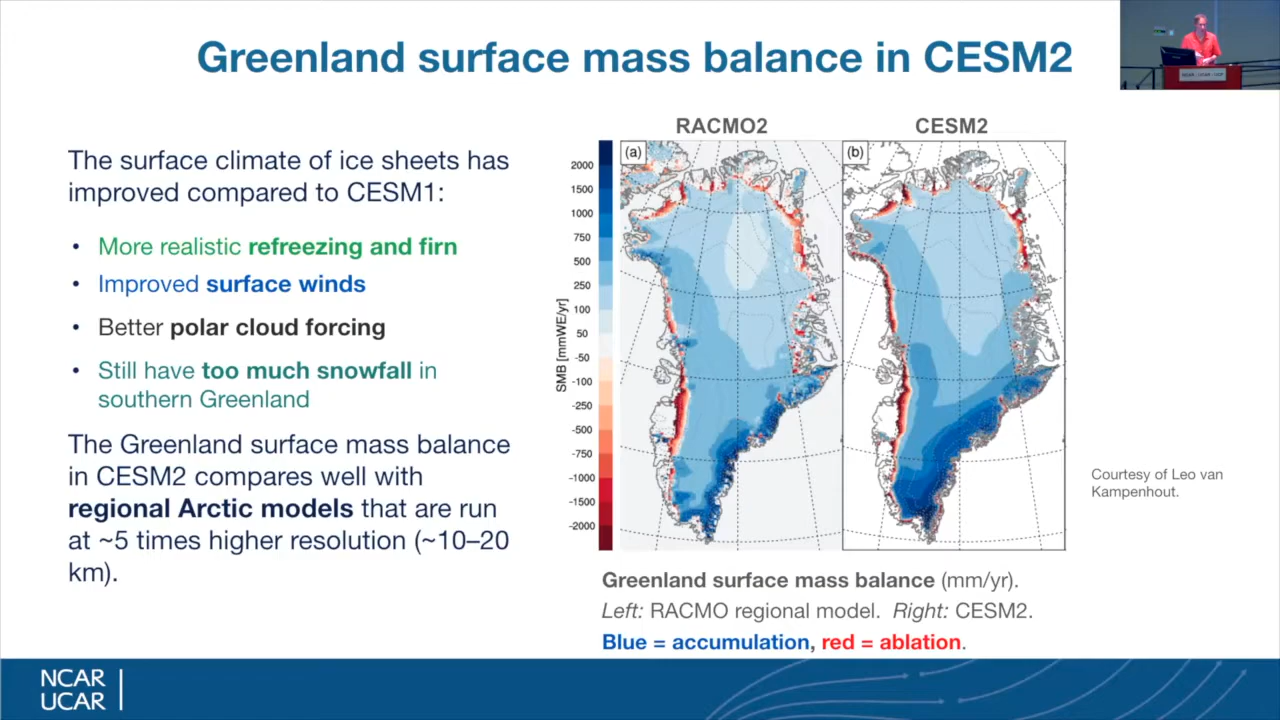 Greenland surface mass balance in CESM2
NCAR | UCAR | UCP
The surface climate of ice sheets has
improved compared to CESM1:
• More realistic refreezing and firn
• Improved surface winds
• Better polar cloud forcing
• Still have too much snowfall in
southern Greenland
The Greenland surface mass balance
in CESM2 compares well with
regional Arctic models that are run
at ~5 times higher resolution (~10–20
km).
RACMO2
CESM2
(a)
(b)
SMB [mmWE/yr]
2000
1500
1000
750
500
250
100
50
-50
-100
-250
-500
-750
-1000
-1500
-2000
Courtesy of Leo van
Kampenhout.
Greenland surface mass balance (mm/yr).
Left: RACMO regional model. Right: CESM2.
Blue = accumulation, red = ablation.
NCAR
UCAR